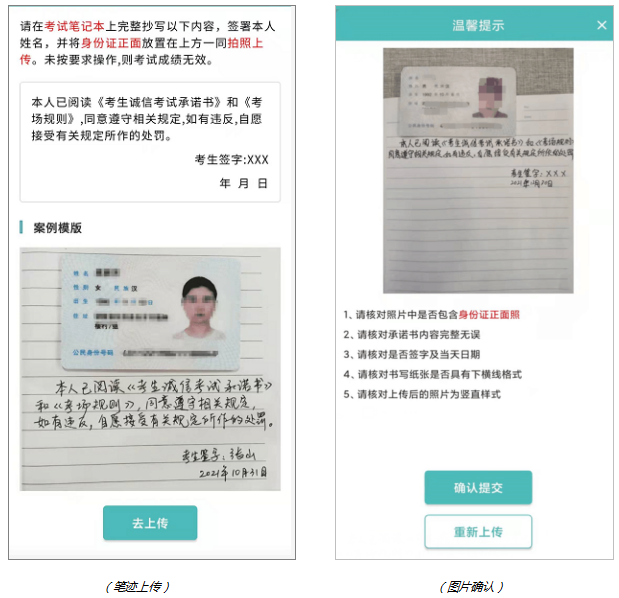 请在考试笔记本上完整抄写以下内容，签署本人
姓名，并将身份证正面放置在上方一同拍照上
传。未按要求操作,则考试成绩无效。
本人已阅读《考生诚信考试承诺书》和《考
场规则》,同意遵守相关规定,如有违反,自愿
接受有关规定所作的处罚。
考生签字:XXX
年 月 日
案例模版
姓名
性别 女 民族 汉
出生
住址
公民身份号码
本人已阅读《考生诚信考试承诺书》
和《考场规则》，同意遵守相关规定，
如有违反，自愿接受有关规定所作的处罚。
考生签字：张山
2021年10月31日
去上传
（笔迹上传）
温馨提示
×
公民身份号码
本人已阅读《考生诚信考试承诺书》和《考场规则》
同意遵守相关规定,如有违反,自愿接受有关规定所作的处罚
考生签字：XXX
1、请核对照片中是否包含身份证正面照
2、请核对承诺书内容完整无误
3、请核对是否签字及当天日期
4、请核对书写纸张是否具有下横线格式
5、请核对上传后的照片为竖直样式
确认提交
重新上传
（图片确认）